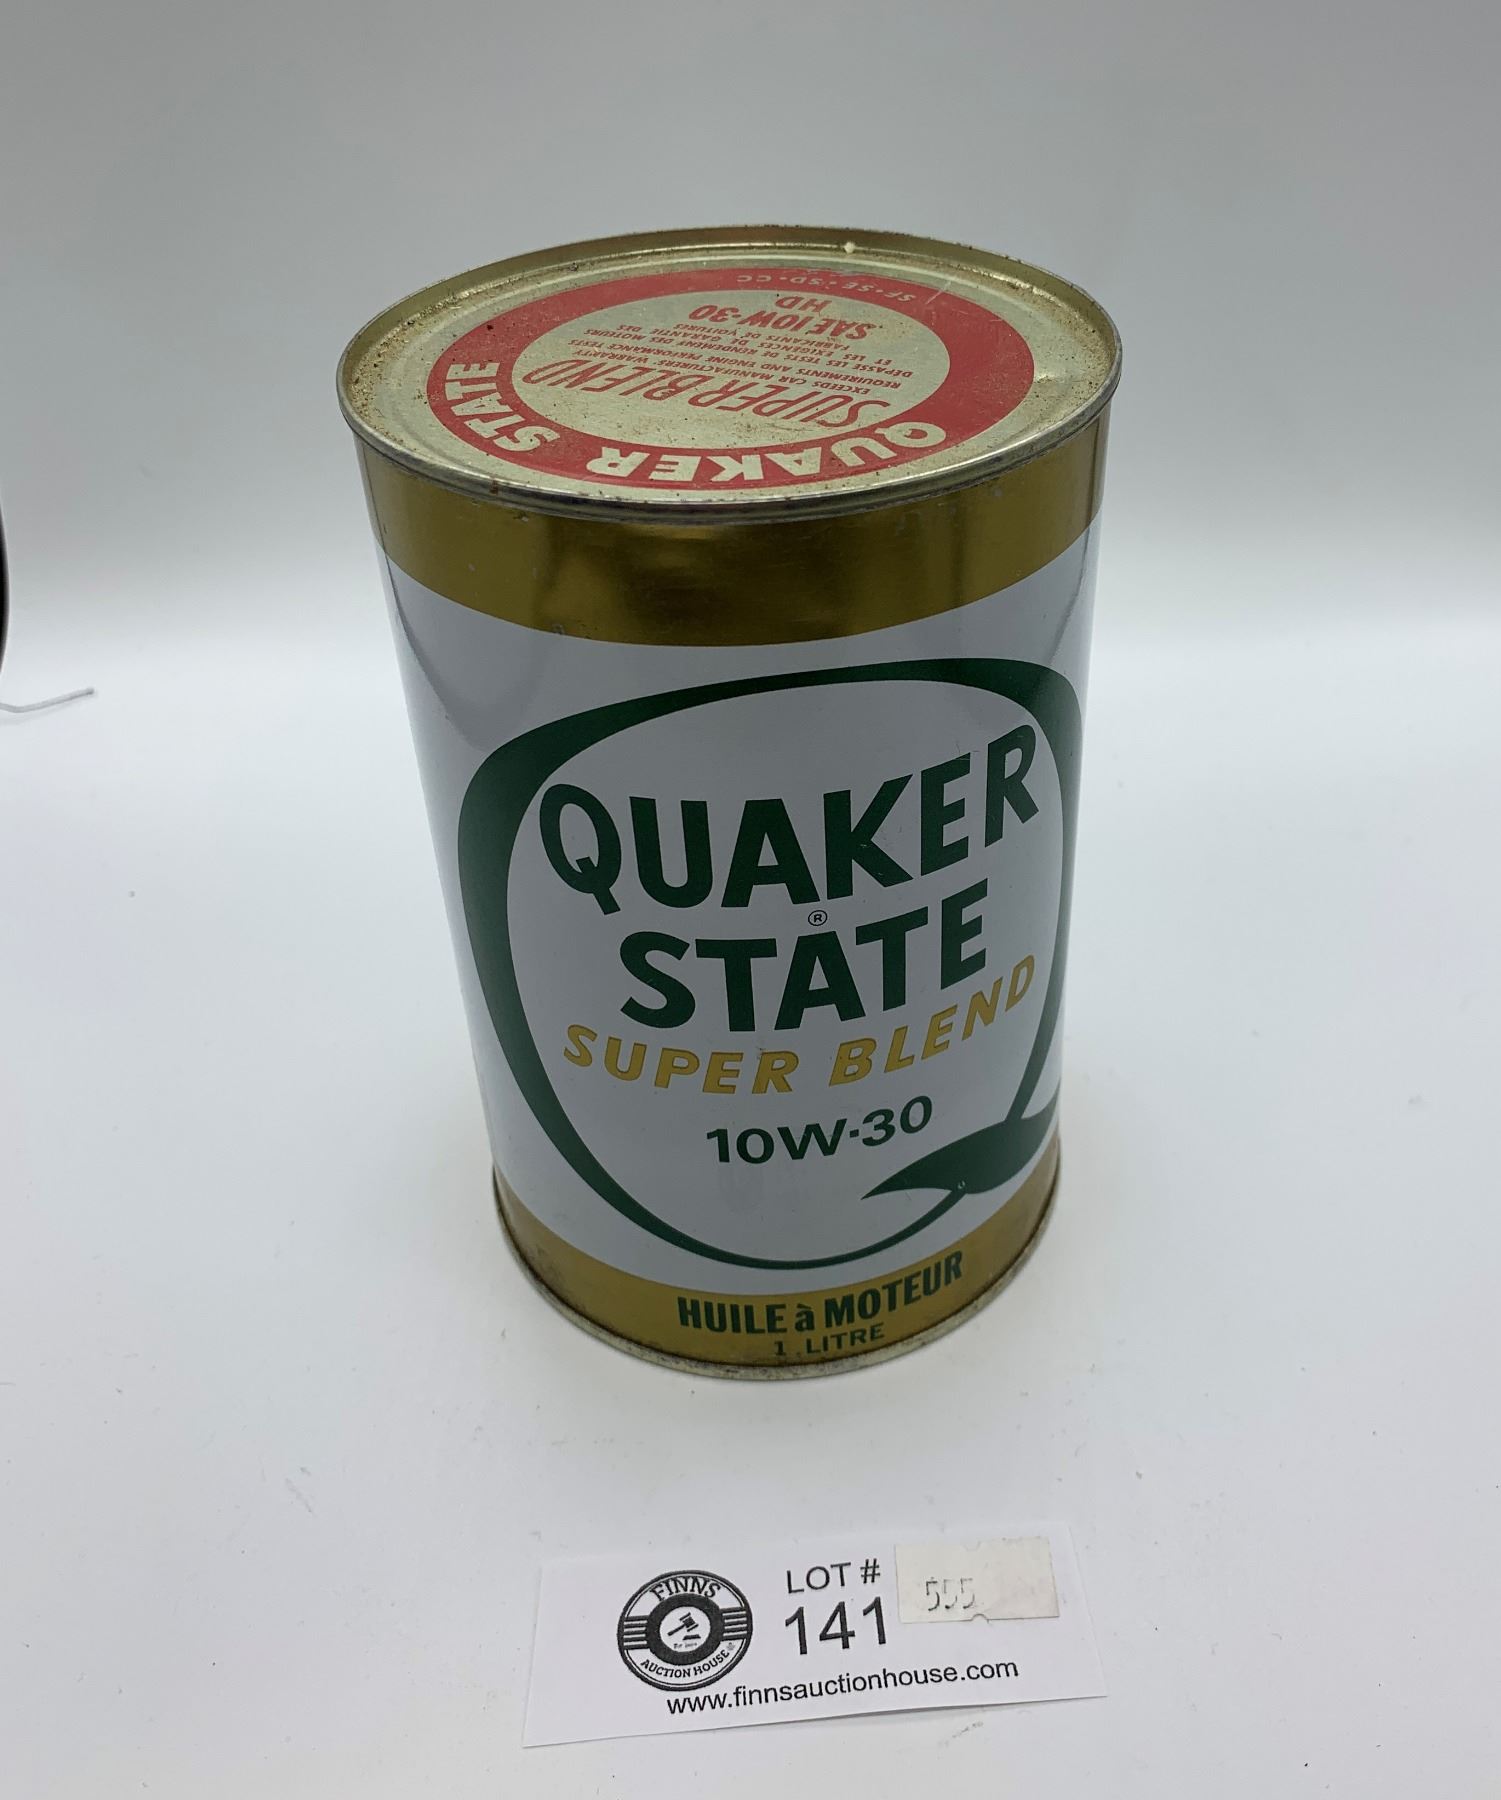 QUAKER STATE
SF·SE·SD·CC
SUPER BLEND
EXCEEDS CAR MANUFACTURERS' WARRANTY
REQUIREMENTS AND ENGINE PERFORMANCE TESTS
DÉPASSE LES TESTS DE RENDEMENT DES MOTEURS
ET LES EXIGENCES DE GARANTIE DES
FABRICANTS DE VOITURES
SAE 10W-30
HD
QUAKER
STATE
®
SUPER BLEND
10W-30
HUILE à MOTEUR
1 LITRE
FINNS
AUCTION HOUSE
LOT #
141
555
www.finnsauctionhouse.com